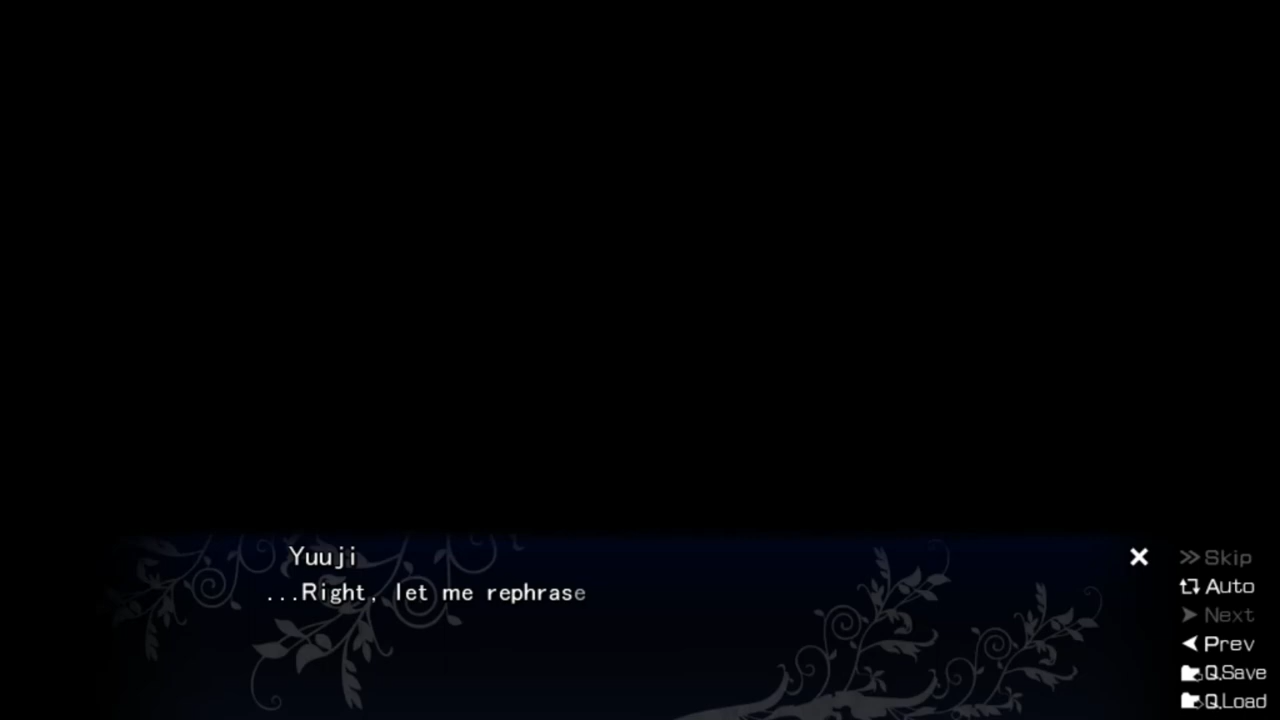 Yuuji
...Right, let me rephrase
Skip
Auto
Next
Prev
Q.Save
Q.Load